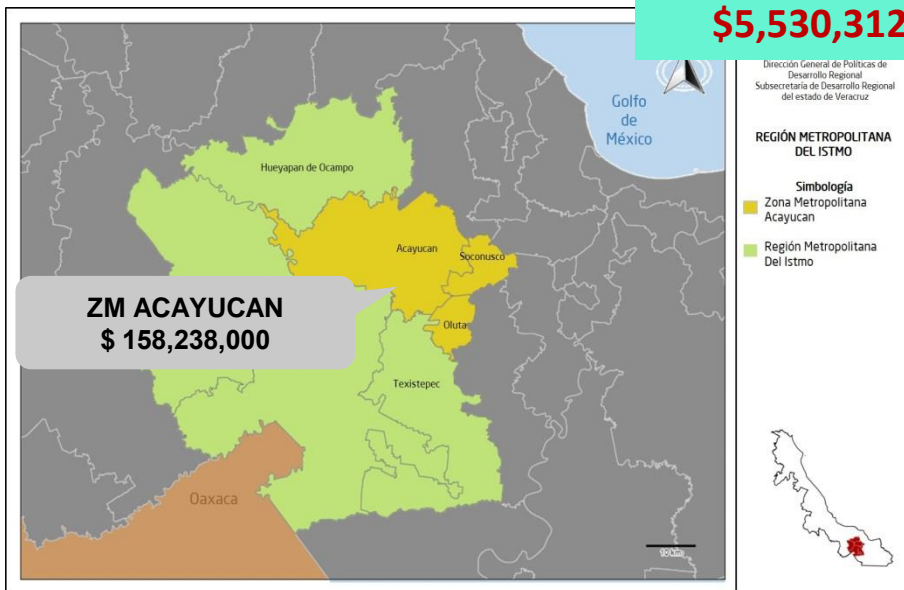 $5,530,312
Dirección General de Políticas de
Desarrollo Regional
Subsecretaría de Desarrollo Regional
del estado de Veracruz
REGIÓN METROPOLITANA
DEL ISTMO
Simbología
Zona Metropolitana
Acayucan
Región Metropolitana
Del Istmo
Golfo
de
México
Hueyapan de Ocampo
Acayucan
Soconusco
ZM ACAYUCAN
$ 158,238,000
Oluta
Texistepec
Oaxaca
10 km